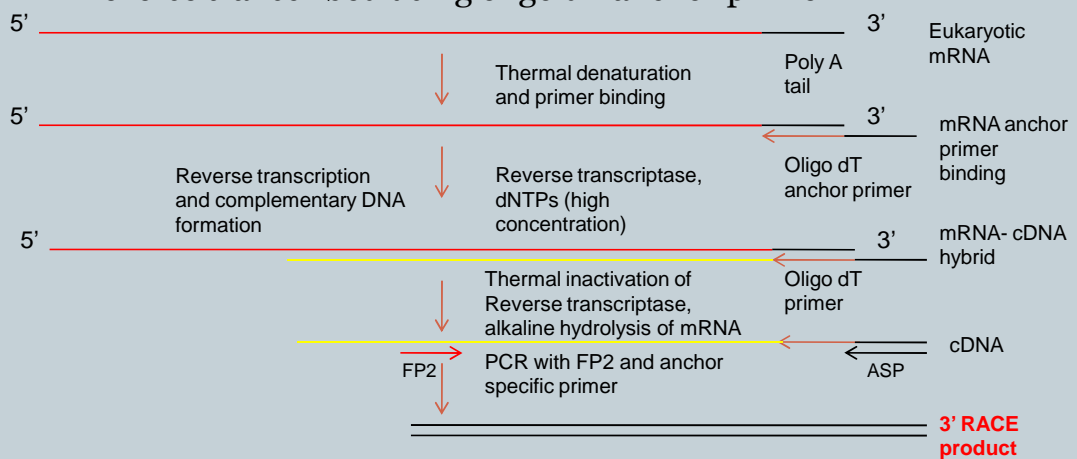 5’
3’
Eukaryotic
mRNA
Poly A
tail
Thermal denaturation
and primer binding
5’
3’
mRNA anchor
primer
binding
Oligo dT
anchor primer
Reverse transcription
and complementary DNA
formation
Reverse transcriptase,
dNTPs (high
concentration)
5’
3’
mRNA- cDNA
hybrid
Oligo dT
primer
Thermal inactivation of
Reverse transcriptase,
alkaline hydrolysis of mRNA
cDNA
FP2
PCR with FP2 and anchor
specific primer
ASP
3’ RACE
product